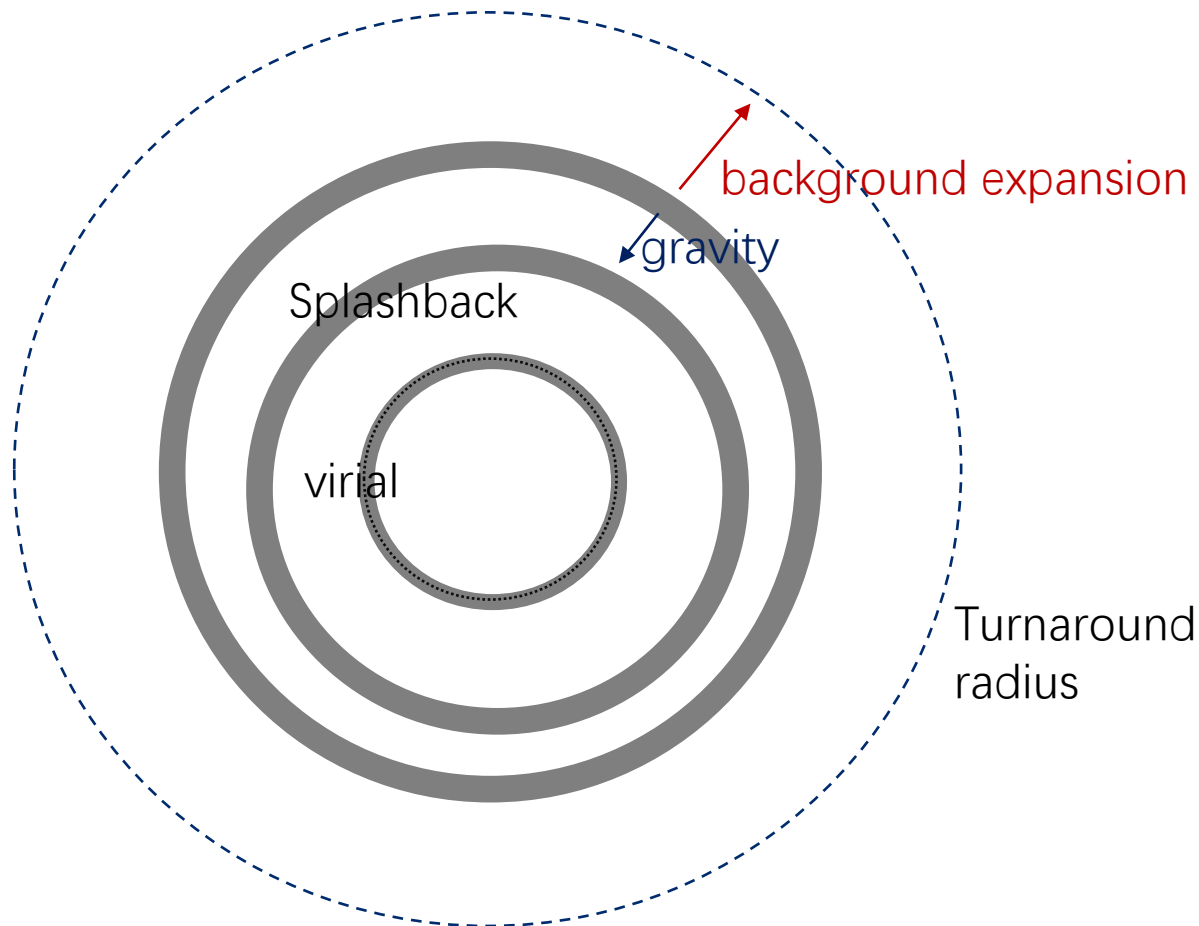 background expansion
gravity
Splashback
virial
Turnaround
radius